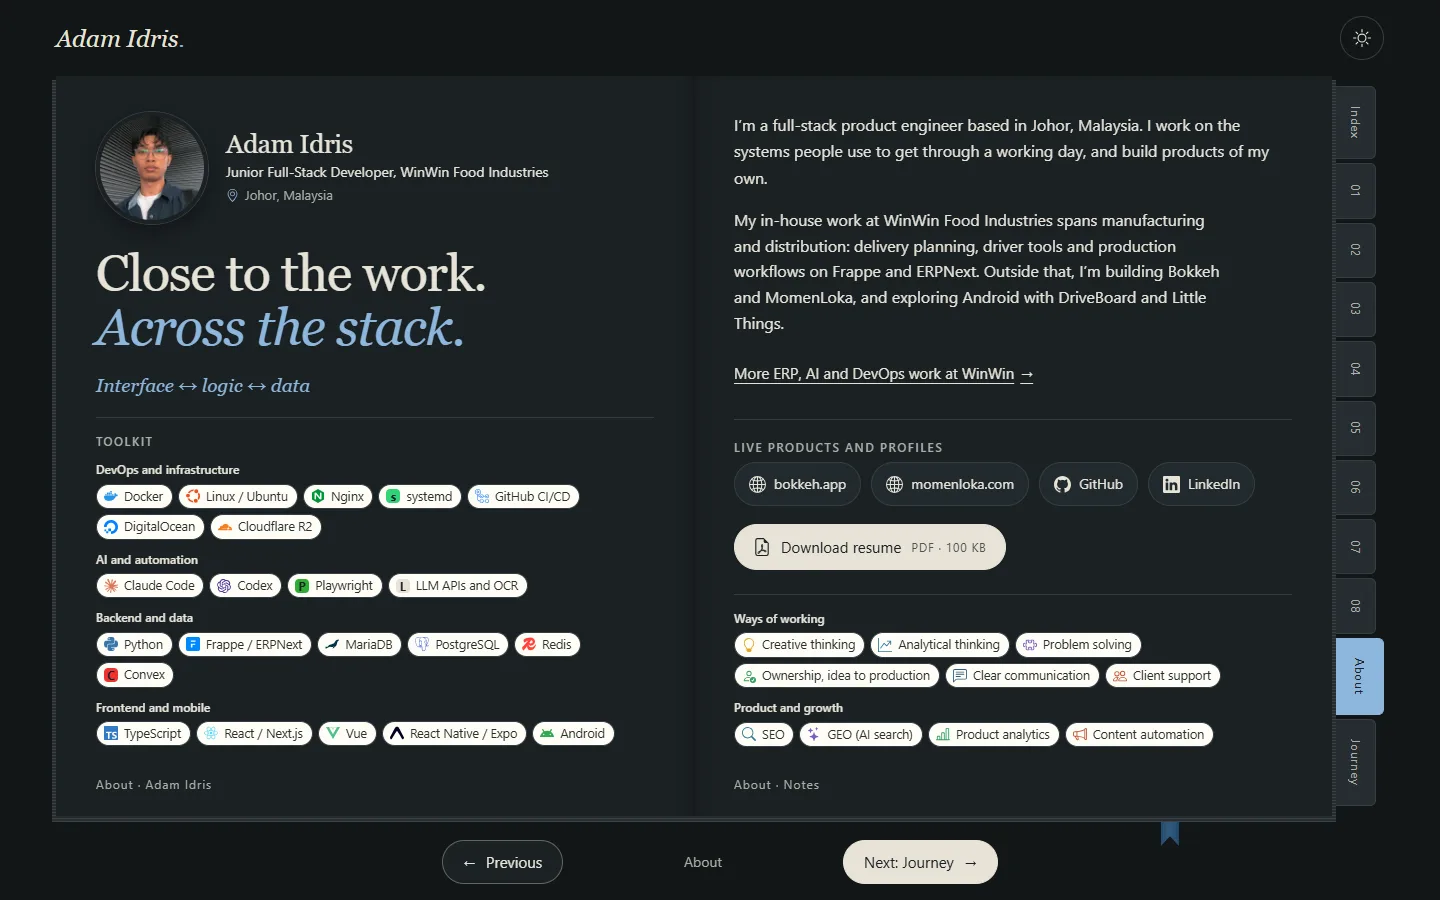 Adam Idris.
Adam Idris
Junior Full-Stack Developer, WinWin Food Industries
Johor, Malaysia
Close to the work.
Across the stack.
Interface ↔ logic ↔ data
TOOLKIT
DevOps and infrastructure
Docker
Linux / Ubuntu
Nginx
systemd
GitHub CI/CD
DigitalOcean
Cloudflare R2
AI and automation
Claude Code
Codex
Playwright
LLM APIs and OCR
Backend and data
Python
Frappe / ERPNext
MariaDB
PostgreSQL
Redis
Convex
Frontend and mobile
TypeScript
React / Next.js
Vue
React Native / Expo
Android
About · Adam Idris
I'm a full-stack product engineer based in Johor, Malaysia. I work on the
systems people use to get through a working day, and build products of my
own.
My in-house work at WinWin Food Industries spans manufacturing
and distribution: delivery planning, driver tools and production
workflows on Frappe and ERPNext. Outside that, I'm building Bokkeh
and MomenLoka, and exploring Android with DriveBoard and Little
Things.
More ERP, AI and DevOps work at WinWin →
LIVE PRODUCTS AND PROFILES
bokkeh.app
momenloka.com
GitHub
LinkedIn
Download resume PDF · 100 KB
Ways of working
Creative thinking
Analytical thinking
Problem solving
Ownership, idea to production
Clear communication
Client support
Product and growth
SEO
GEO (AI search)
Product analytics
Content automation
About · Notes
Index
01
02
03
04
05
06
07
08
About
Journey
← Previous
About
Next: Journey →